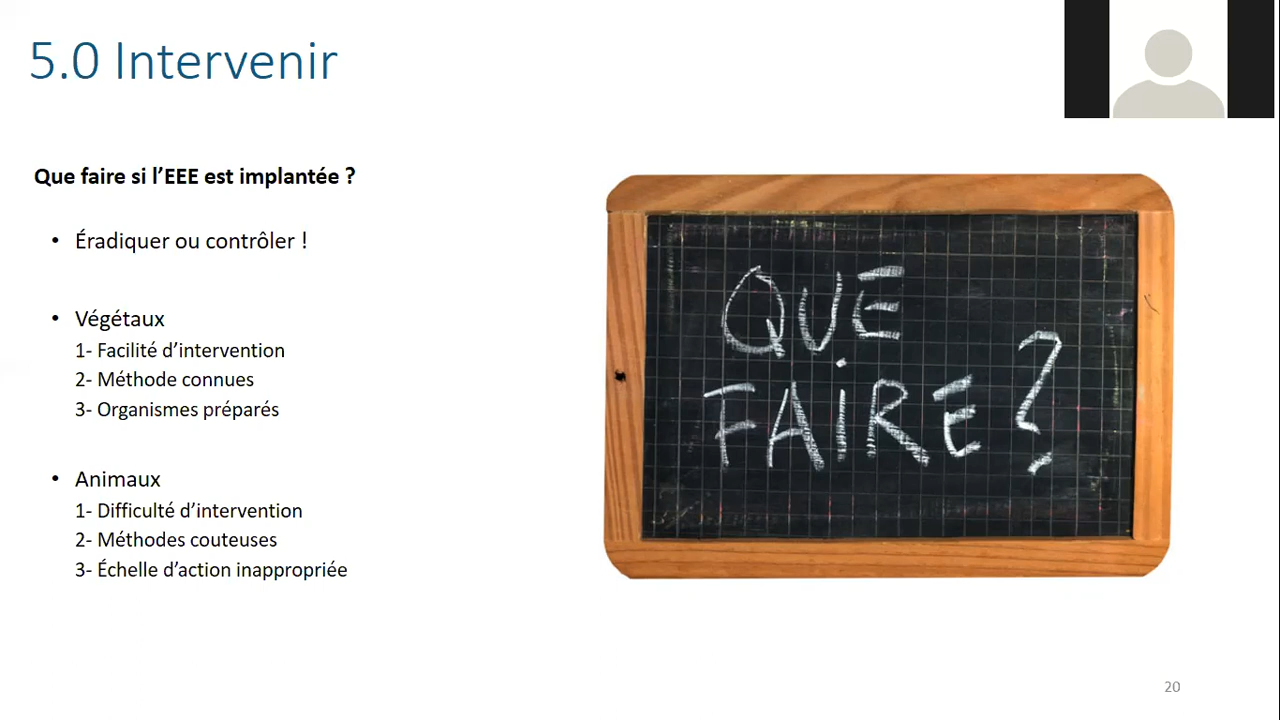 5.0 Intervenir
Que faire si l’EEE est implantée ?
• Éradiquer ou contrôler !
• Végétaux
1- Facilité d’intervention
2- Méthode connues
3- Organismes préparés
• Animaux
1- Difficulté d’intervention
2- Méthodes couteuses
3- Échelle d’action inappropriée
QUE
FAiRE ?
20